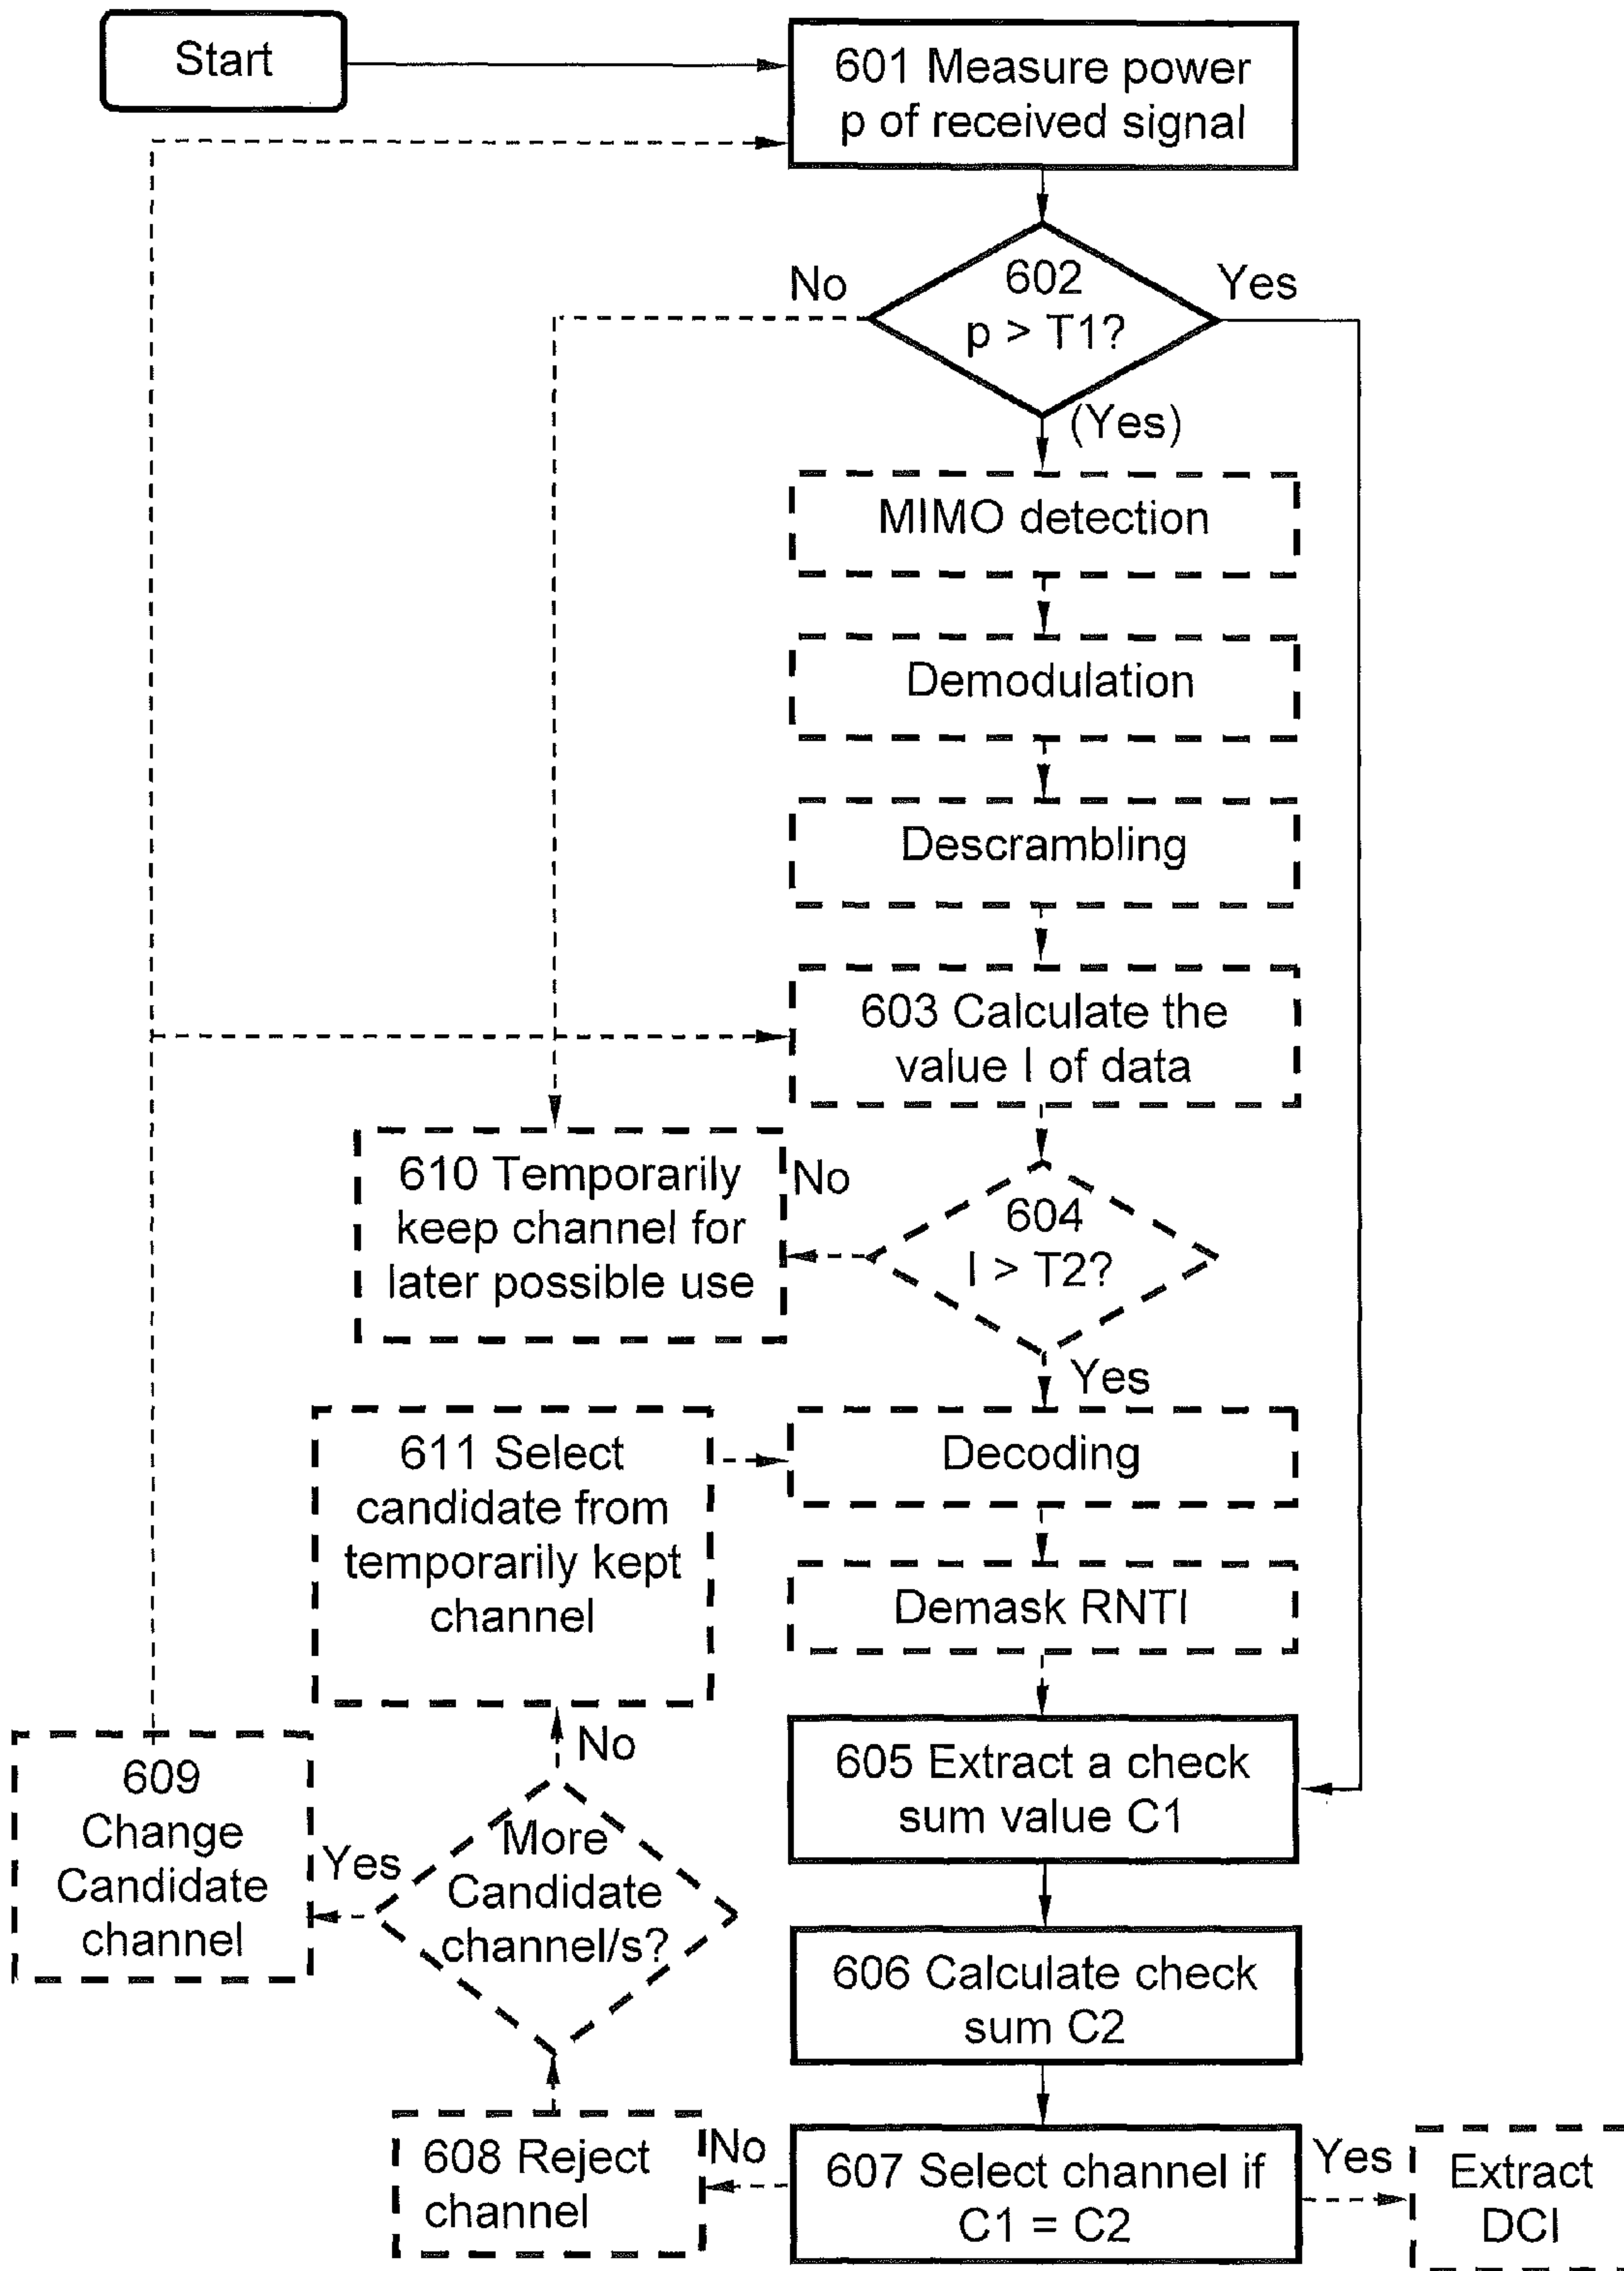 Start
601 Measure power
p of received signal
No
602
p > T1?
Yes
(Yes)
MIMO detection
Demodulation
Descrambling
603 Calculate the
value I of data
610 Temporarily
keep channel for
later possible use
No
604
I > T2?
Yes
611 Select
candidate from
temporarily kept
channel
Decoding
Demask RNTI
No
605 Extract a check
sum value C1
609
Change
Candidate
channel
Yes
More
Candidate
channel/s?
606 Calculate check
sum C2
608 Reject
channel
No
607 Select channel if
C1 = C2
Yes
Extract
DCI